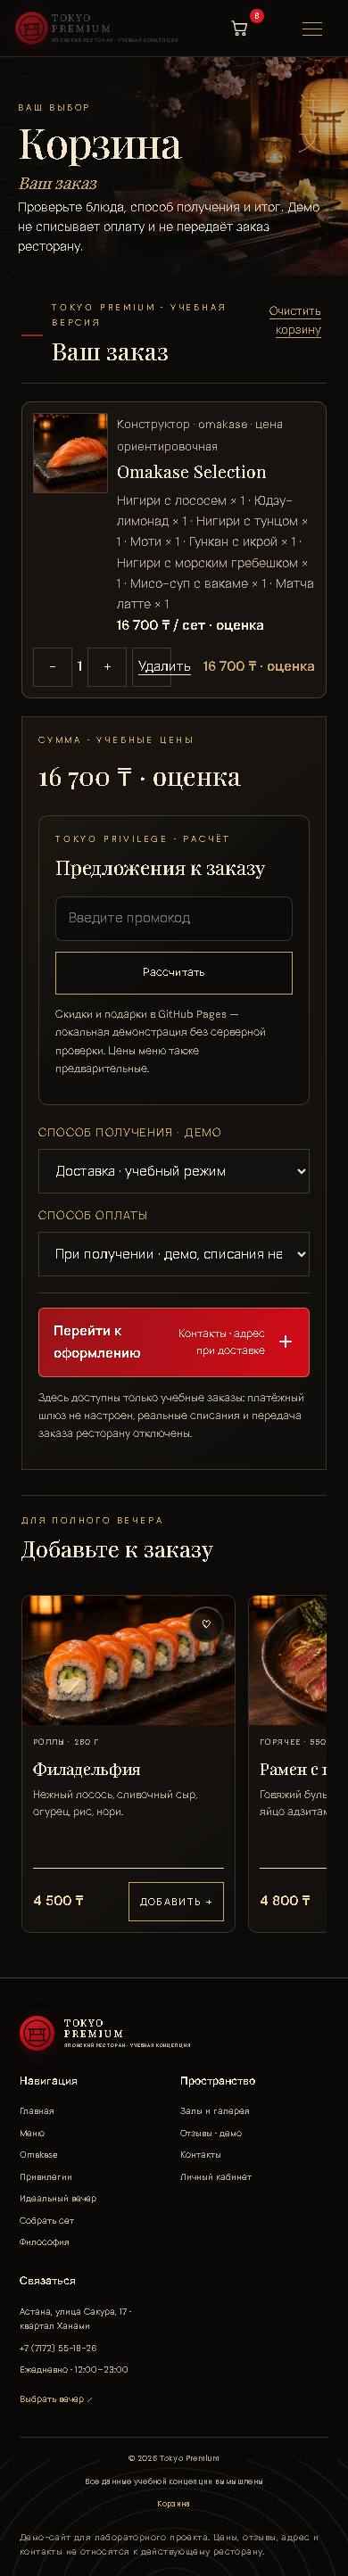 TOKYO
PREMIUM
ЯПОНСКИЙ РЕСТОРАН · УЧЕБНАЯ КОНЦЕПЦИЯ
8
ВАШ ВЫБОР
Корзина
Ваш заказ
Проверьте блюда, способ получения и итог. Демо
не списывает оплату и не передаёт заказ
ресторану.
TOKYO PREMIUM · УЧЕБНАЯ
ВЕРСИЯ
Ваш заказ
Очистить
корзину
Конструктор · omakase · цена
ориентировочная
Omakase Selection
Нигири с лососем × 1 · Юдзу-
лимонад × 1 · Нигири с тунцом ×
1 · Моти × 1 · Гункан с икрой × 1 ·
Нигири с морским гребешком ×
1 · Мисо-суп с вакаме × 1 · Матча
латте × 1
16 700 ₸ / сет · оценка
− 1 + Удалить 16 700 ₸ · оценка
СУММА · УЧЕБНЫЕ ЦЕНЫ
16 700 ₸ · оценка
TOKYO PRIVILEGE · РАСЧЁТ
Предложения к заказу
Введите промокод
Рассчитать
Скидки и подарки в GitHub Pages —
локальная демонстрация без серверной
проверки. Цены меню также
предварительные.
СПОСОБ ПОЛУЧЕНИЯ · ДЕМО
Доставка · учебный режим
СПОСОБ ОПЛАТЫ
При получении · демо, списания не
Перейти к
оформлению
Контакты · адрес
при доставке
+
Здесь доступны только учебные заказы: платёжный
шлюз не настроен, реальные списания и передача
заказа ресторану отключены.
ДЛЯ ПОЛНОГО ВЕЧЕРА
Добавьте к заказу
РОЛЛЫ · 280 Г
Филадельфия
Нежный лосось, сливочный сыр,
огурец, рис, нори.
4 500 ₸
ДОБАВИТЬ +
ГОРЯЧЕЕ · 550
Рамен с
Говяжий буль
яйцо адзитам
4 800 ₸
TOKYO
PREMIUM
ЯПОНСКИЙ РЕСТОРАН · УЧЕБНАЯ КОНЦЕПЦИЯ
Навигация
Главная
Меню
Omakase
Привилегии
Идеальный вечер
Собрать сет
Философия
Пространство
Залы и галерея
Отзывы · демо
Контакты
Личный кабинет
Связаться
Астана, улица Сакура, 17 ·
квартал Ханами
+7 (7172) 55-18-26
Ежедневно · 12:00–23:00
Выбрать вечер ↗
© 2026 Tokyo Premium
Все данные учебной концепции вымышлены
Корзина
Демо-сайт для лабораторного проекта. Цены, отзывы, адрес и
контакты не относятся к действующему ресторану.